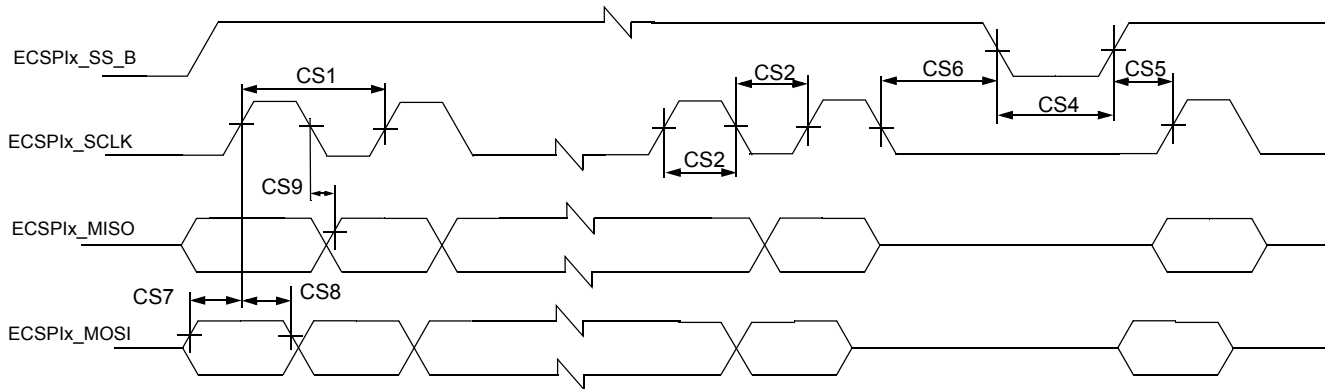 ECSPIx_SS_B
CS1
CS2
CS6
CS5
CS4
ECSPIx_SCLK
CS2
CS9
ECSPIx_MISO
CS7
CS8
ECSPIx_MOSI